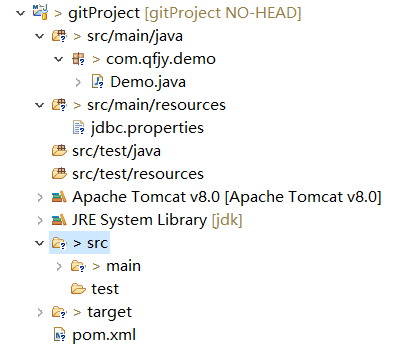 > gitProject [gitProject NO-HEAD]
> src/main/java
> com.qfjy.demo
Demo.java
> src/main/resources
jdbc.properties
src/test/java
src/test/resources
Apache Tomcat v8.0 [Apache Tomcat v8.0]
JRE System Library [jdk]
> src
> main
test
> target
pom.xml